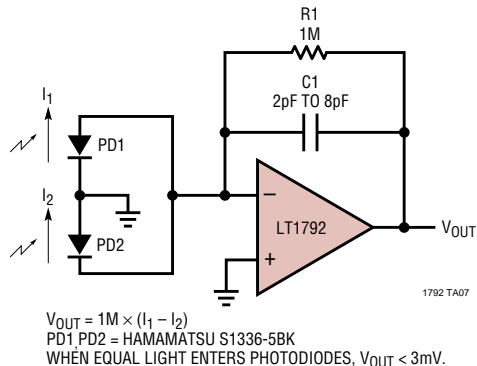 R1
1M
C1
2pF TO 8pF
I1
PD1
I2
PD2
–
+
LT1792
VOUT
1792 TA07
VOUT = 1M × (I1 – I2)
PD1,PD2 = HAMAMATSU S1336-5BK
WHEN EQUAL LIGHT ENTERS PHOTODIODES, VOUT < 3mV.